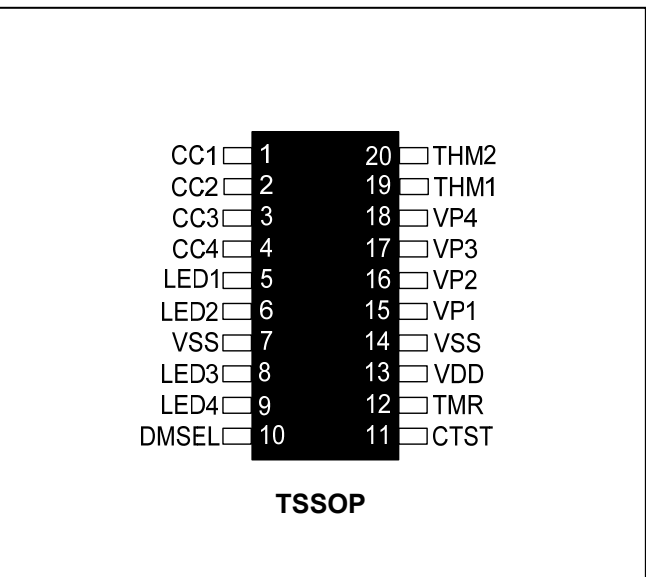 CC1 1 20 THM2
CC2 2 19 THM1
CC3 3 18 VP4
CC4 4 17 VP3
LED1 5 16 VP2
LED2 6 15 VP1
VSS 7 14 VSS
LED3 8 13 VDD
LED4 9 12 TMR
DMSEL 10 11 CTST
TSSOP